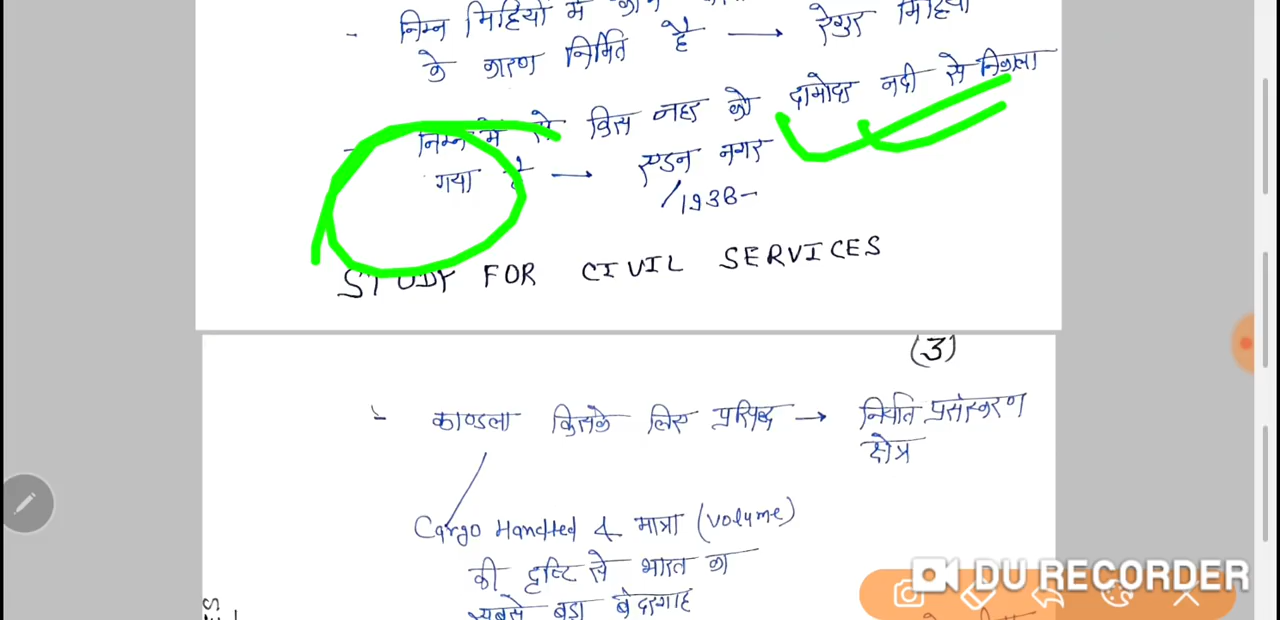 - निम्न मिट्टियों में कौन
के कारण निर्मित है → रेगुर मिट्टियाँ
- निम्न में से किस नहर को दामोदर नदी से निकाला
गया है → एडन नगर
/1938-
STUDY FOR CIVIL SERVICES
(3)
- काण्डला किसके लिए प्रसिद्ध → निर्यात प्रसंस्करण
क्षेत्र
Cargo Handled & मात्रा (volume)
की दृष्टि से भारत का
सबसे बड़ा बंदरगाह
DU RECORDER